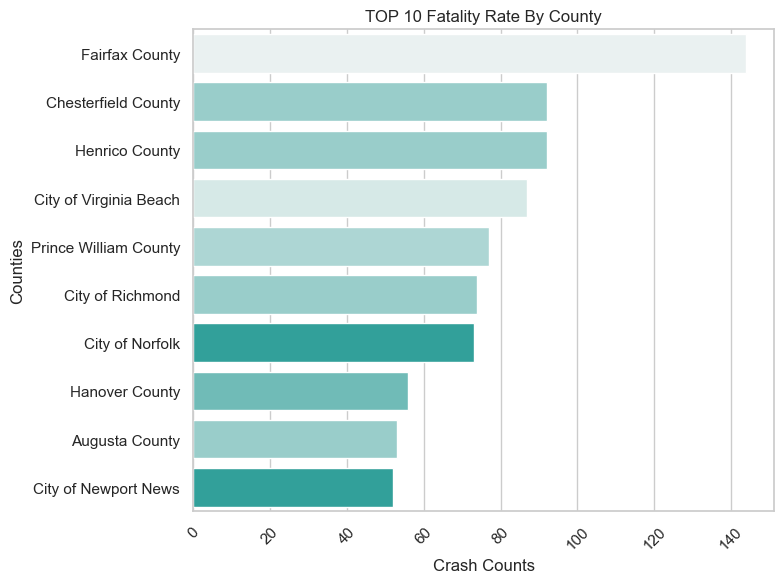 TOP 10 Fatality Rate By County
Counties
Fairfax County
Chesterfield County
Henrico County
City of Virginia Beach
Prince William County
City of Richmond
City of Norfolk
Hanover County
Augusta County
City of Newport News
0 20 40 60 80 100 120 140
Crash Counts